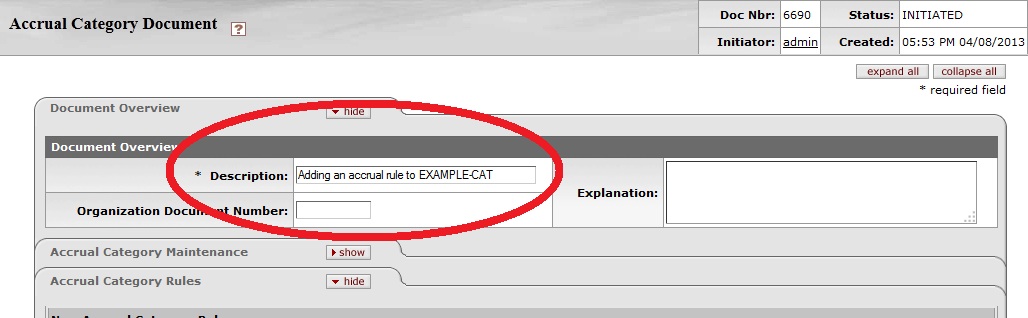 Accrual Category Document ?
Doc Nbr: 6690 Status: INITIATED
Initiator: admin Created: 05:53 PM 04/08/2013
expand all collapse all
* required field
Document Overview hide
Document Overview
* Description: Adding an accrual rule to EXAMPLE-CAT Explanation:
Organization Document Number:
Accrual Category Maintenance show
Accrual Category Rules hide